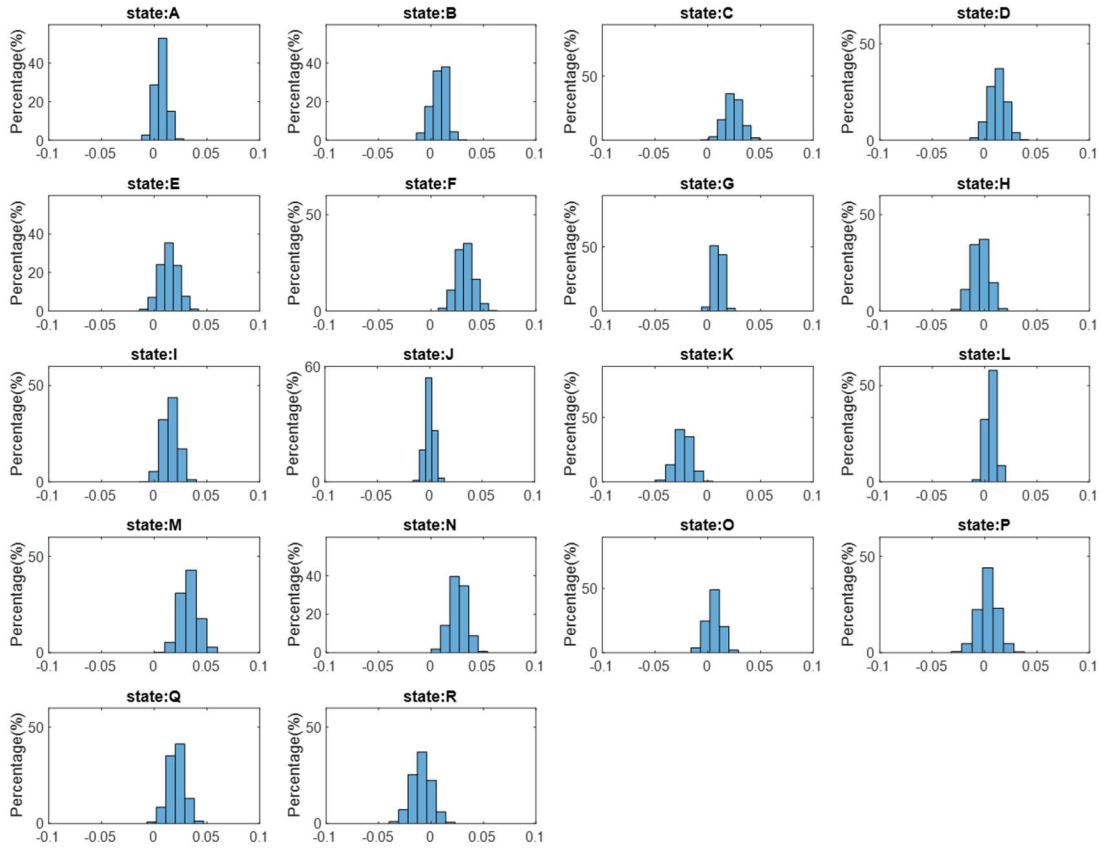 state:A
state:B
state:C
state:D
Percentage(%)
40
20
0
-0.1 -0.05 0 0.05 0.1
Percentage(%)
40
20
0
-0.1 -0.05 0 0.05 0.1
Percentage(%)
50
0
-0.1 -0.05 0 0.05 0.1
Percentage(%)
50
0
-0.1 -0.05 0 0.05 0.1
state:E
state:F
state:G
state:H
Percentage(%)
40
20
0
-0.1 -0.05 0 0.05 0.1
Percentage(%)
50
0
-0.1 -0.05 0 0.05 0.1
Percentage(%)
50
0
-0.1 -0.05 0 0.05 0.1
Percentage(%)
50
0
-0.1 -0.05 0 0.05 0.1
state:I
state:J
state:K
state:L
Percentage(%)
50
0
-0.1 -0.05 0 0.05 0.1
Percentage(%)
60
40
20
0
-0.1 -0.05 0 0.05 0.1
Percentage(%)
50
0
-0.1 -0.05 0 0.05 0.1
Percentage(%)
50
0
-0.1 -0.05 0 0.05 0.1
state:M
state:N
state:O
state:P
Percentage(%)
50
0
-0.1 -0.05 0 0.05 0.1
Percentage(%)
40
20
0
-0.1 -0.05 0 0.05 0.1
Percentage(%)
50
0
-0.1 -0.05 0 0.05 0.1
Percentage(%)
50
0
-0.1 -0.05 0 0.05 0.1
state:Q
state:R
Percentage(%)
50
0
-0.1 -0.05 0 0.05 0.1
Percentage(%)
50
0
-0.1 -0.05 0 0.05 0.1